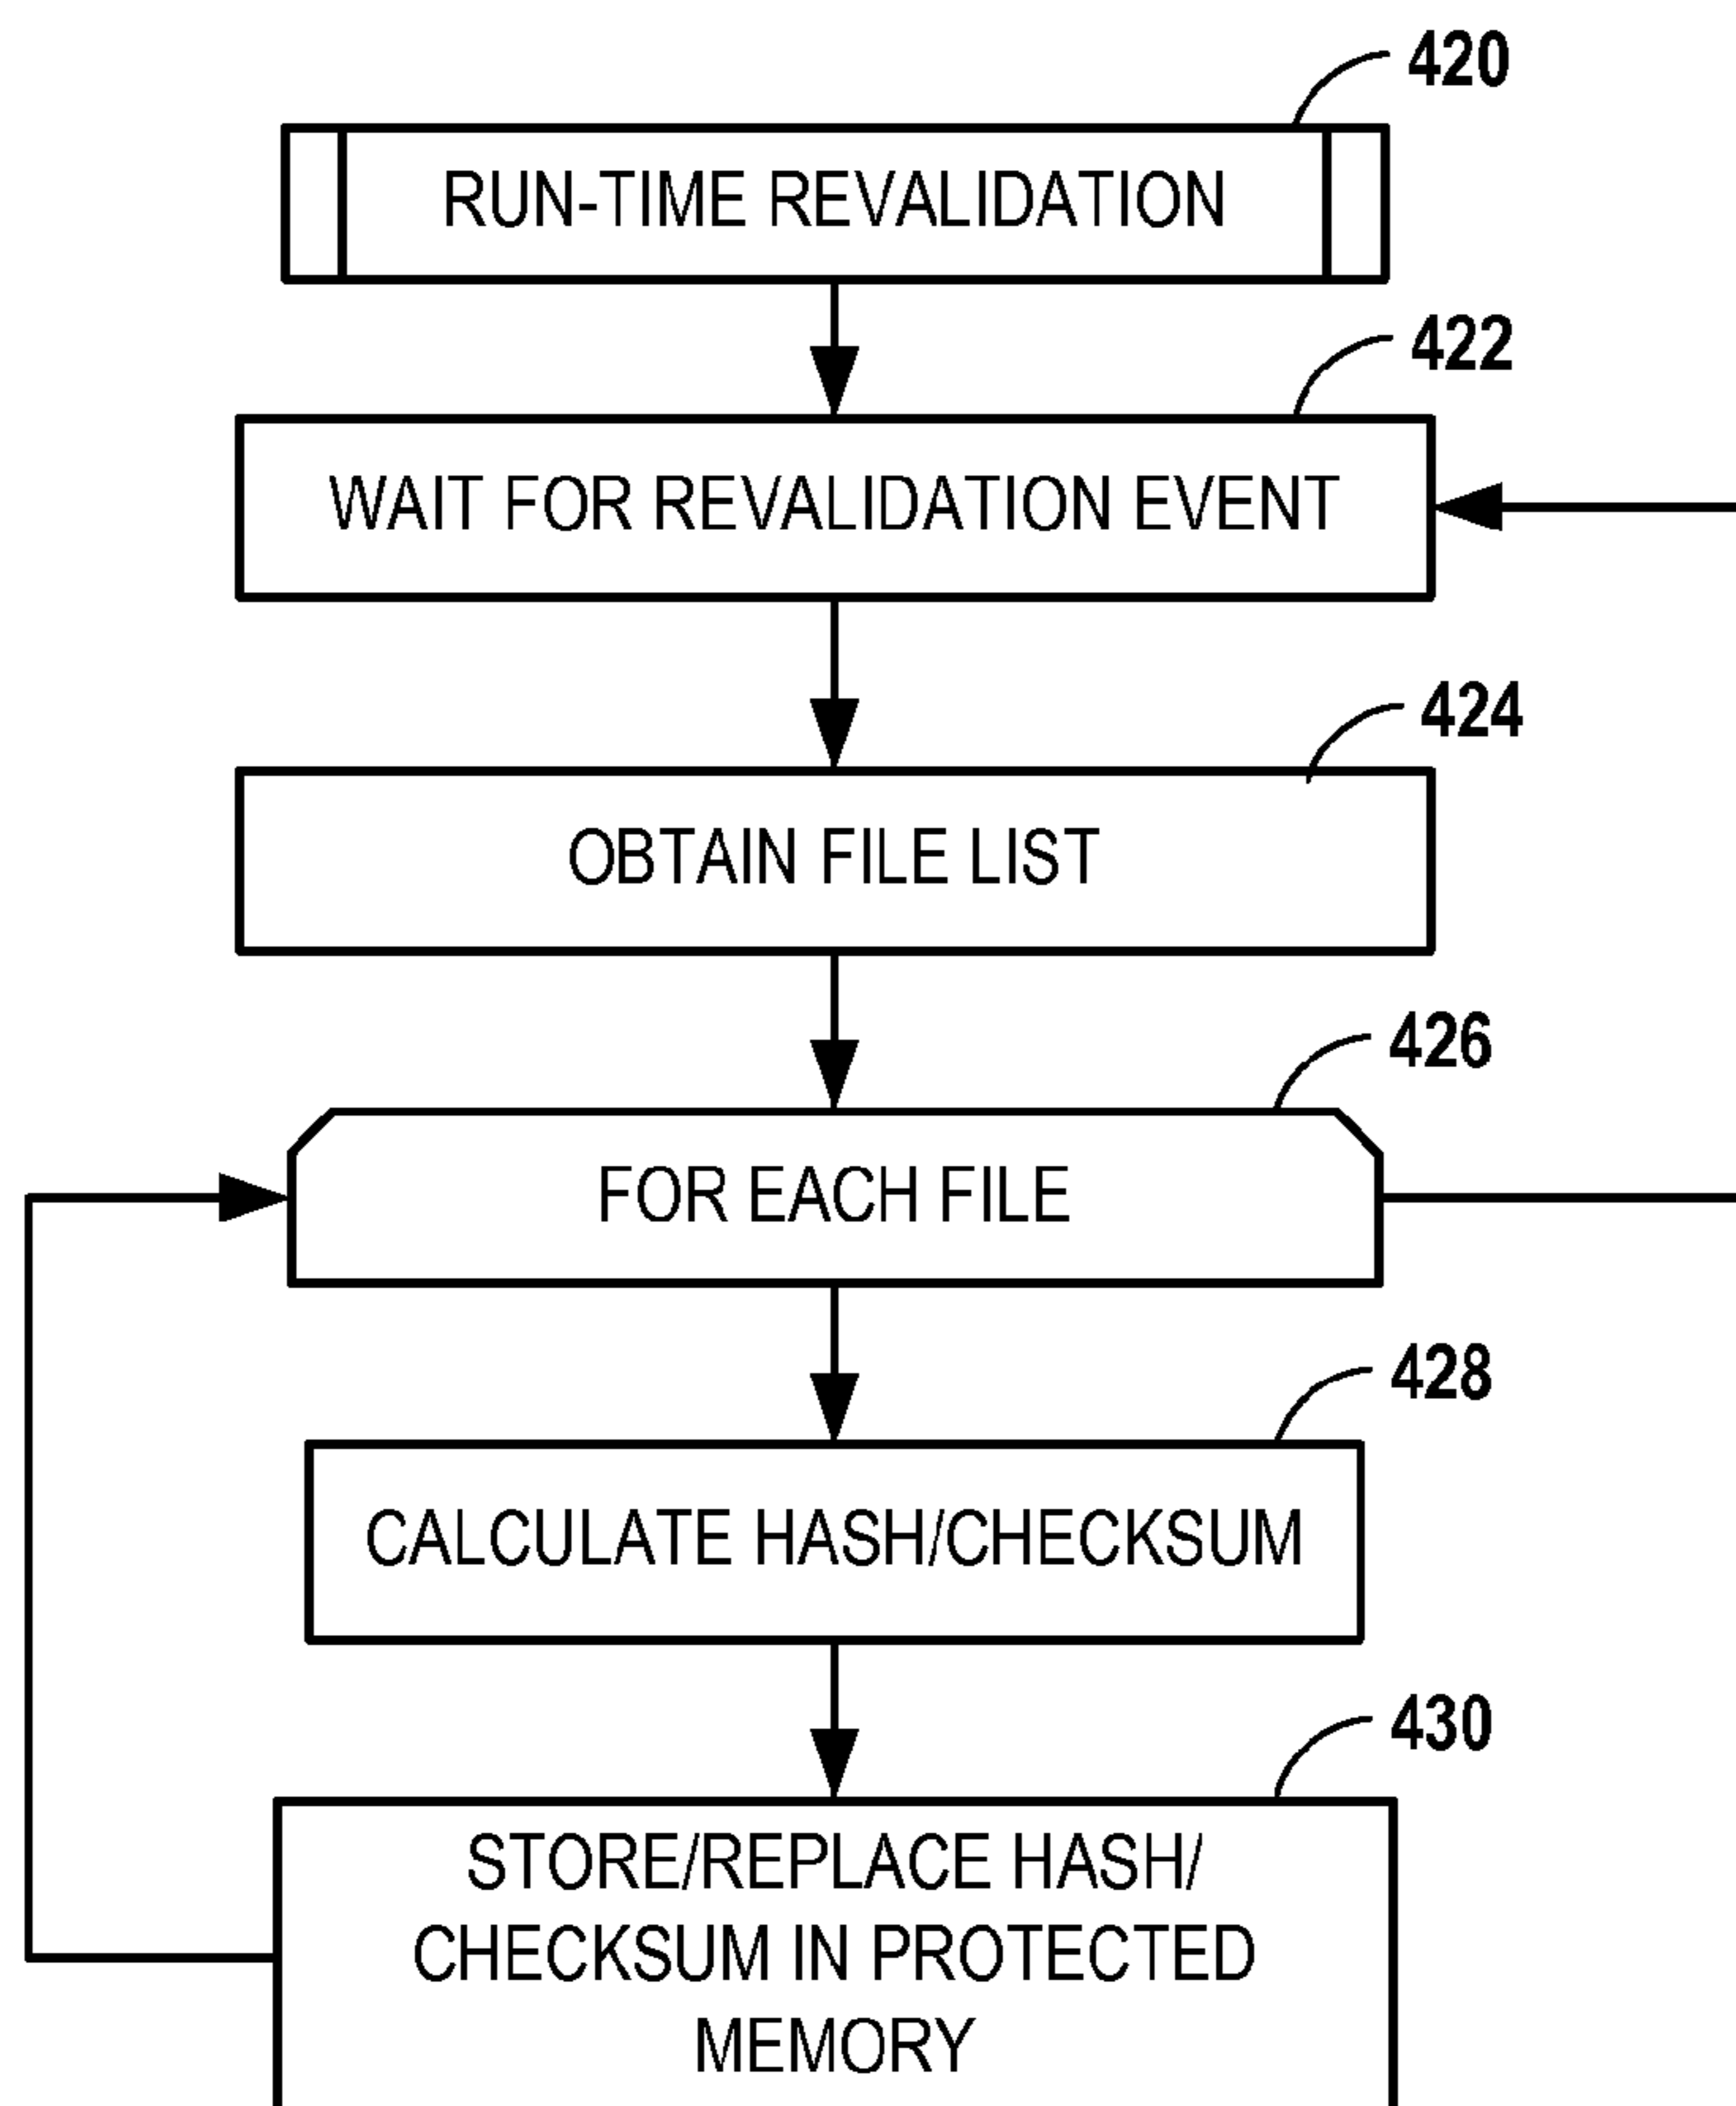 420
RUN-TIME REVALIDATION
422
WAIT FOR REVALIDATION EVENT
424
OBTAIN FILE LIST
426
FOR EACH FILE
428
CALCULATE HASH/CHECKSUM
430
STORE/REPLACE HASH/
CHECKSUM IN PROTECTED
MEMORY